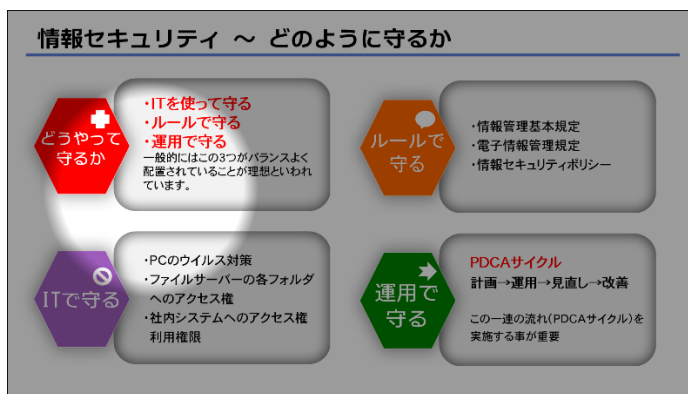 情報セキュリティ ～ どのように守るか
どうやって
守るか
・ITを使って守る
・ルールで守る
・運用で守る
一般的にはこの3つがバランスよく
配置されていることが理想といわれ
ています。
ルールで
守る
・情報管理基本規定
・電子情報管理規定
・情報セキュリティポリシー
ITで守る
・PCのウイルス対策
・ファイルサーバーの各フォルダ
へのアクセス権
・社内システムへのアクセス権
利用権限
運用で
守る
PDCAサイクル
計画→運用→見直し→改善
この一連の流れ(PDCAサイクル)を
実施する事が重要